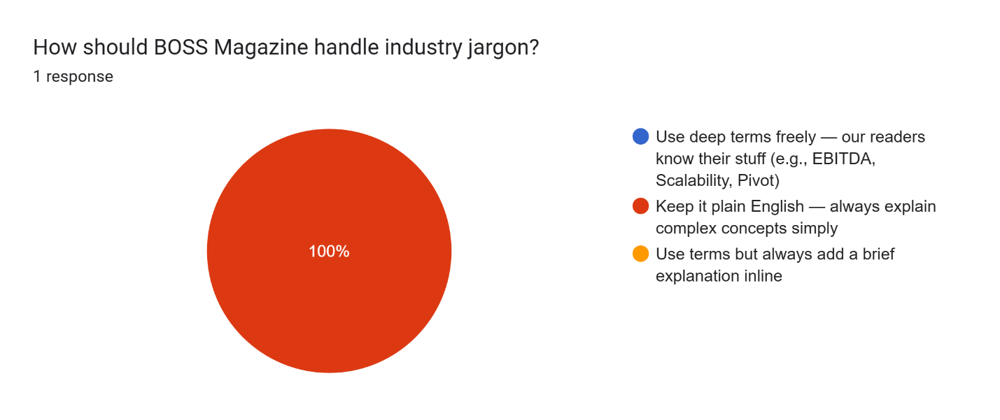 How should BOSS Magazine handle industry jargon?
1 response
100%
Use deep terms freely — our readers
know their stuff (e.g., EBITDA,
Scalability, Pivot)
Keep it plain English — always explain
complex concepts simply
Use terms but always add a brief
explanation inline